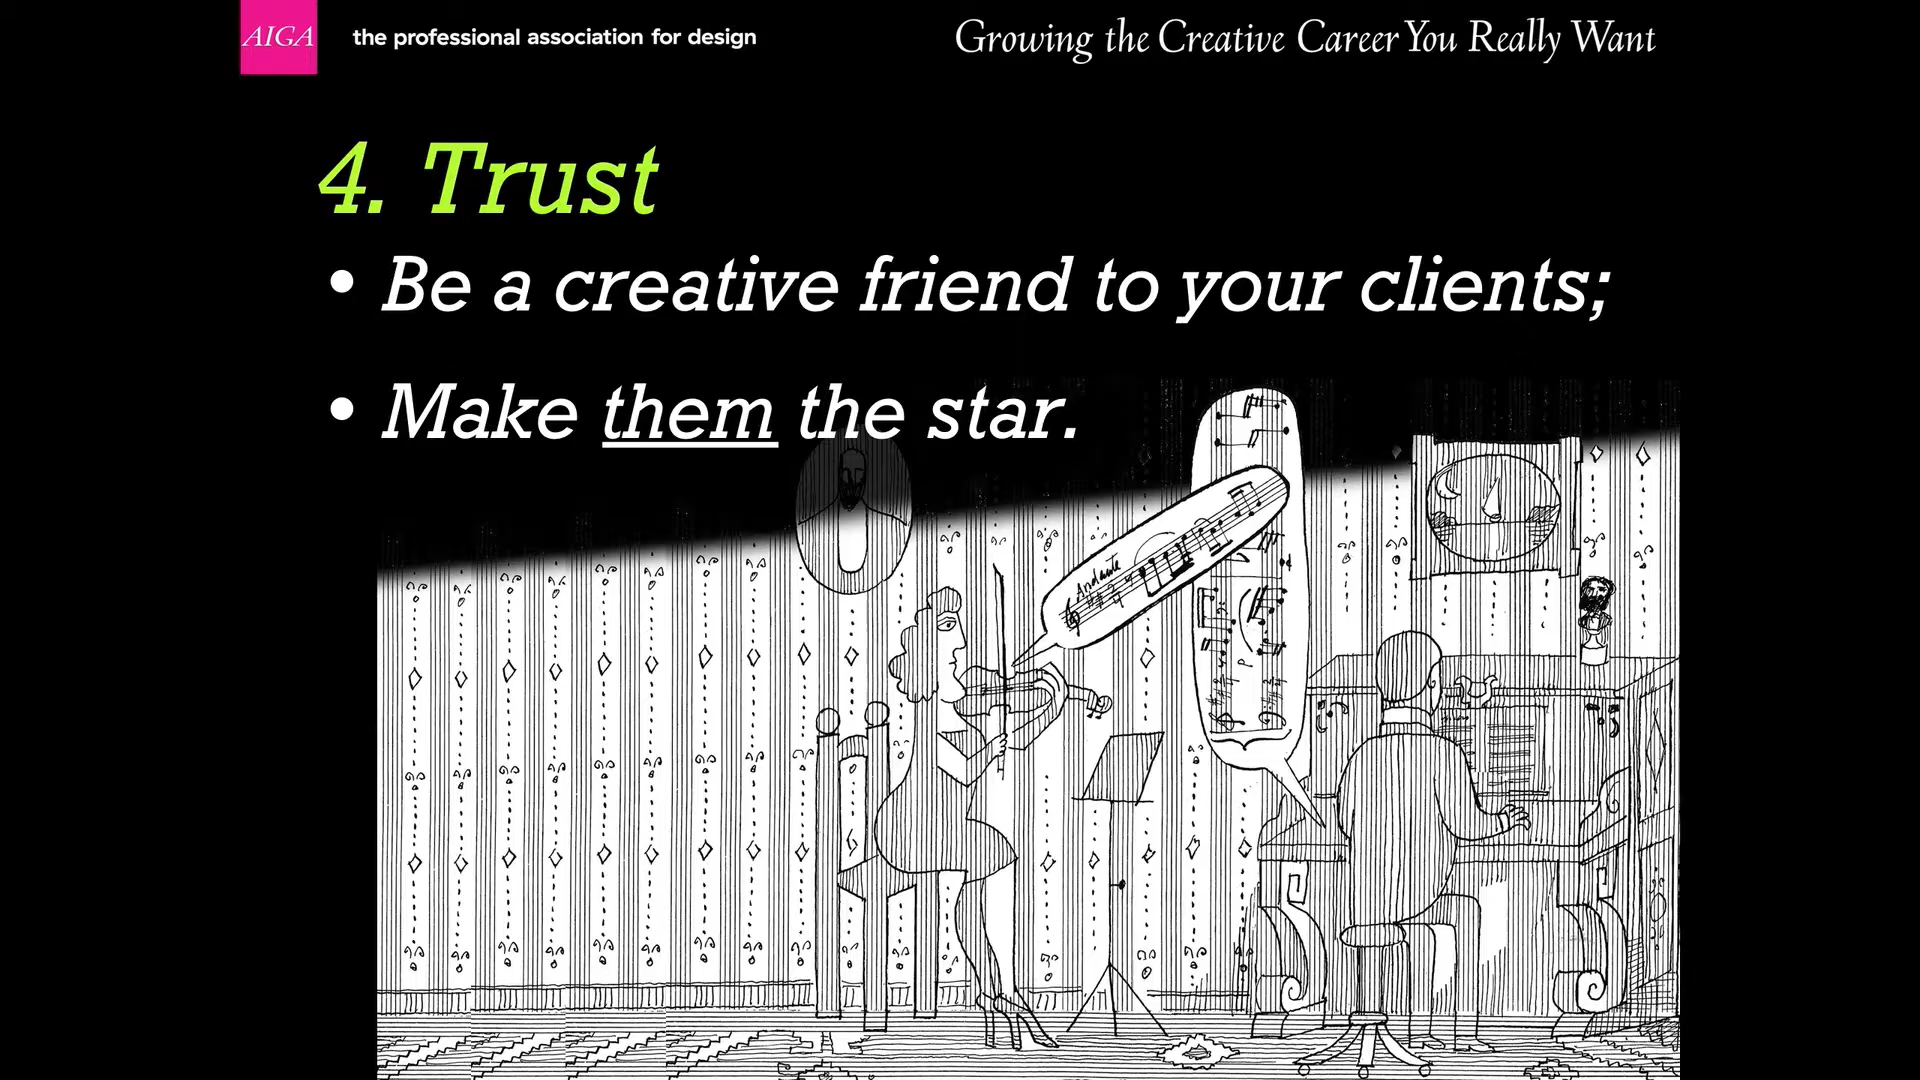 AIGA the professional association for design
Growing the Creative Career You Really Want
4. Trust
• Be a creative friend to your clients;
• Make them the star.
Andante